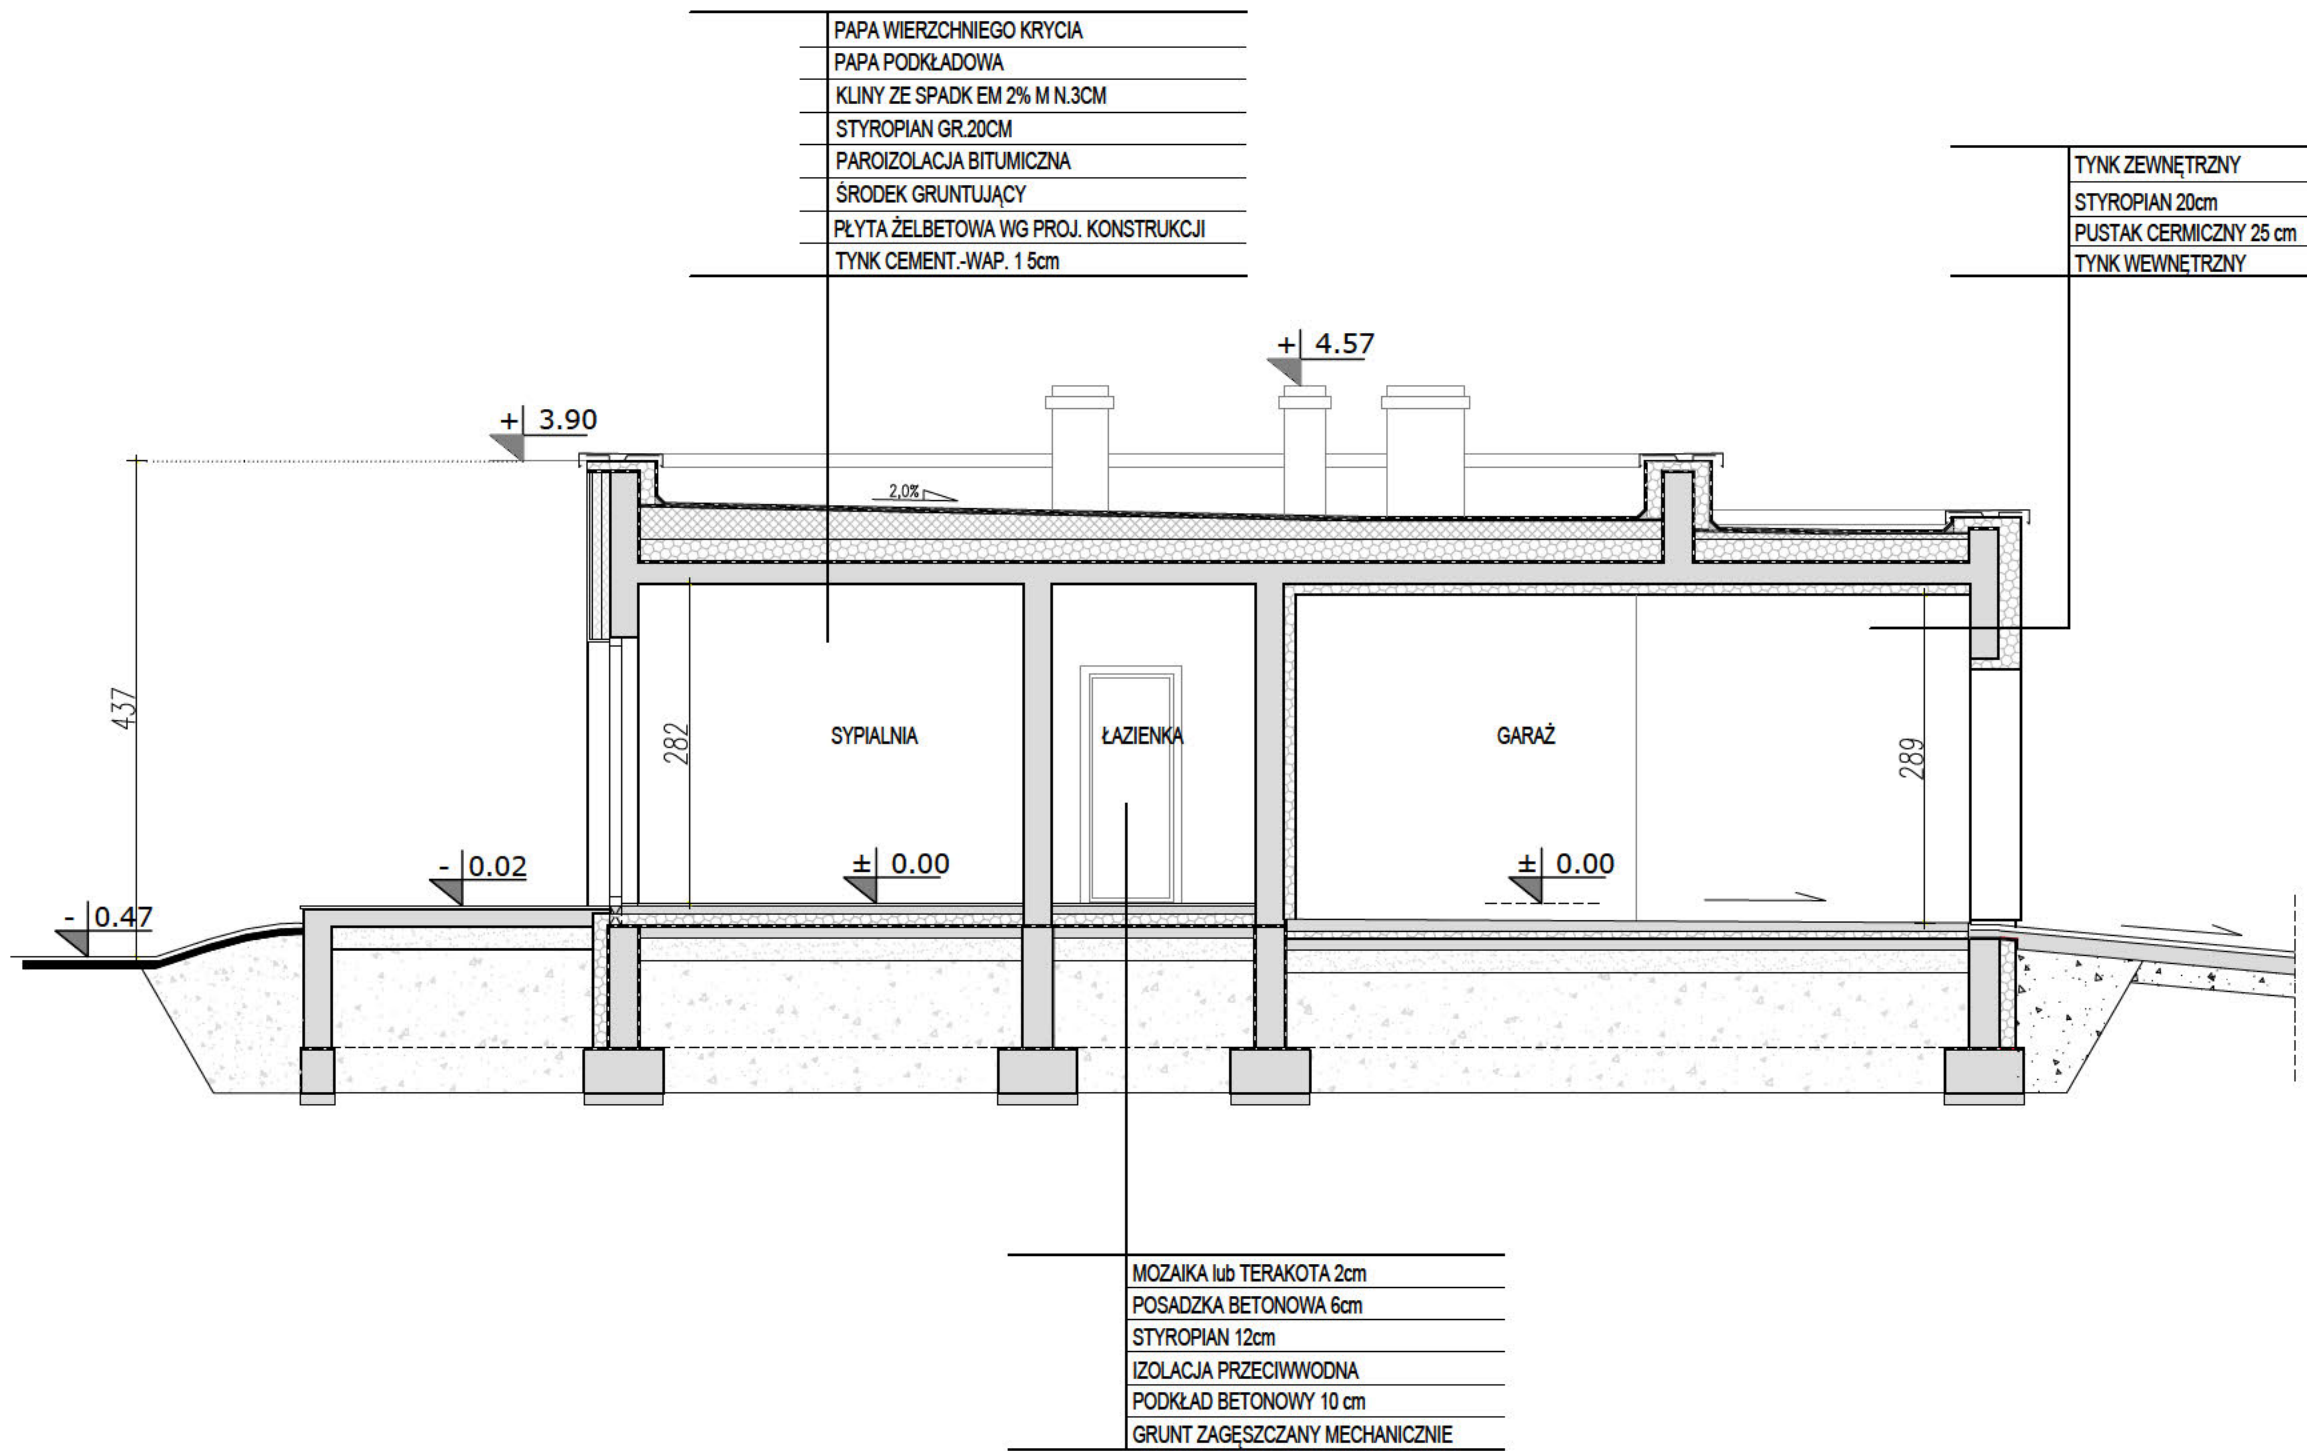 PAPA WIERZCHNIEGO KRYCIA
PAPA PODKŁADOWA
KLINY ZE SPADK EM 2% M N.3CM
STYROPIAN GR.20CM
PAROIZOLACJA BITUMICZNA
ŚRODEK GRUNTUJĄCY
PŁYTA ŻELBETOWA WG PROJ. KONSTRUKCJI
TYNK CEMENT.-WAP. 1 5cm
TYNK ZEWNĘTRZNY
STYROPIAN 20cm
PUSTAK CERMICZNY 25 cm
TYNK WEWNĘTRZNY
+ 4.57
+ 3.90
2,0%
437
282
SYPIALNIA
ŁAZIENKA
GARAŻ
289
- 0.02
± 0.00
± 0.00
- 0.47
MOZAIKA lub TERAKOTA 2cm
POSADZKA BETONOWA 6cm
STYROPIAN 12cm
IZOLACJA PRZECIWWODNA
PODKŁAD BETONOWY 10 cm
GRUNT ZAGĘSZCZANY MECHANICZNIE